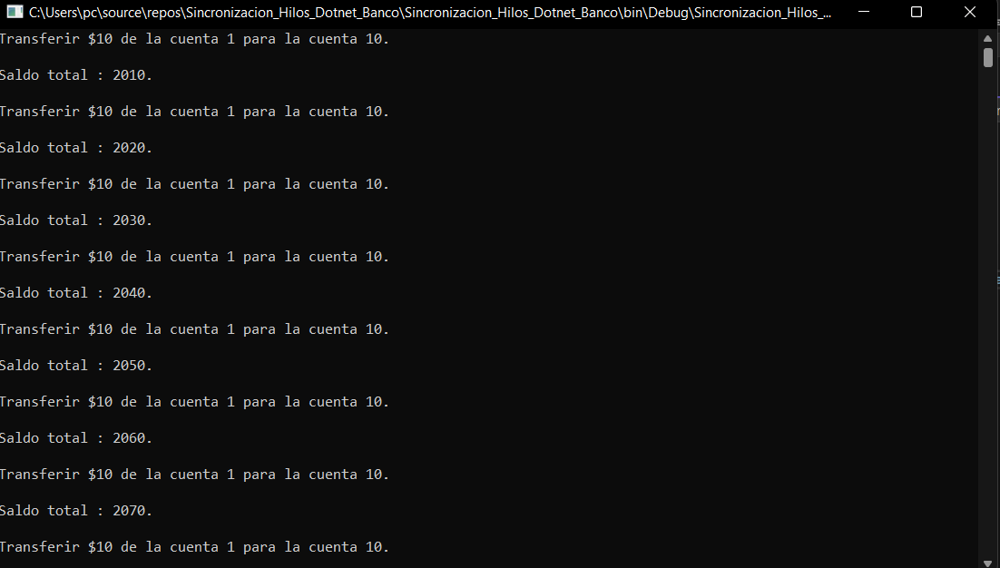 C:\Users\pc\source\repos\Sincronizacion_Hilos_Dotnet_Banco\Sincronizacion_Hilos_Dotnet_Banco\bin\Debug\Sincronizacion_Hilos_...
Transferir $10 de la cuenta 1 para la cuenta 10.
Saldo total : 2010.
Transferir $10 de la cuenta 1 para la cuenta 10.
Saldo total : 2020.
Transferir $10 de la cuenta 1 para la cuenta 10.
Saldo total : 2030.
Transferir $10 de la cuenta 1 para la cuenta 10.
Saldo total : 2040.
Transferir $10 de la cuenta 1 para la cuenta 10.
Saldo total : 2050.
Transferir $10 de la cuenta 1 para la cuenta 10.
Saldo total : 2060.
Transferir $10 de la cuenta 1 para la cuenta 10.
Saldo total : 2070.
Transferir $10 de la cuenta 1 para la cuenta 10.